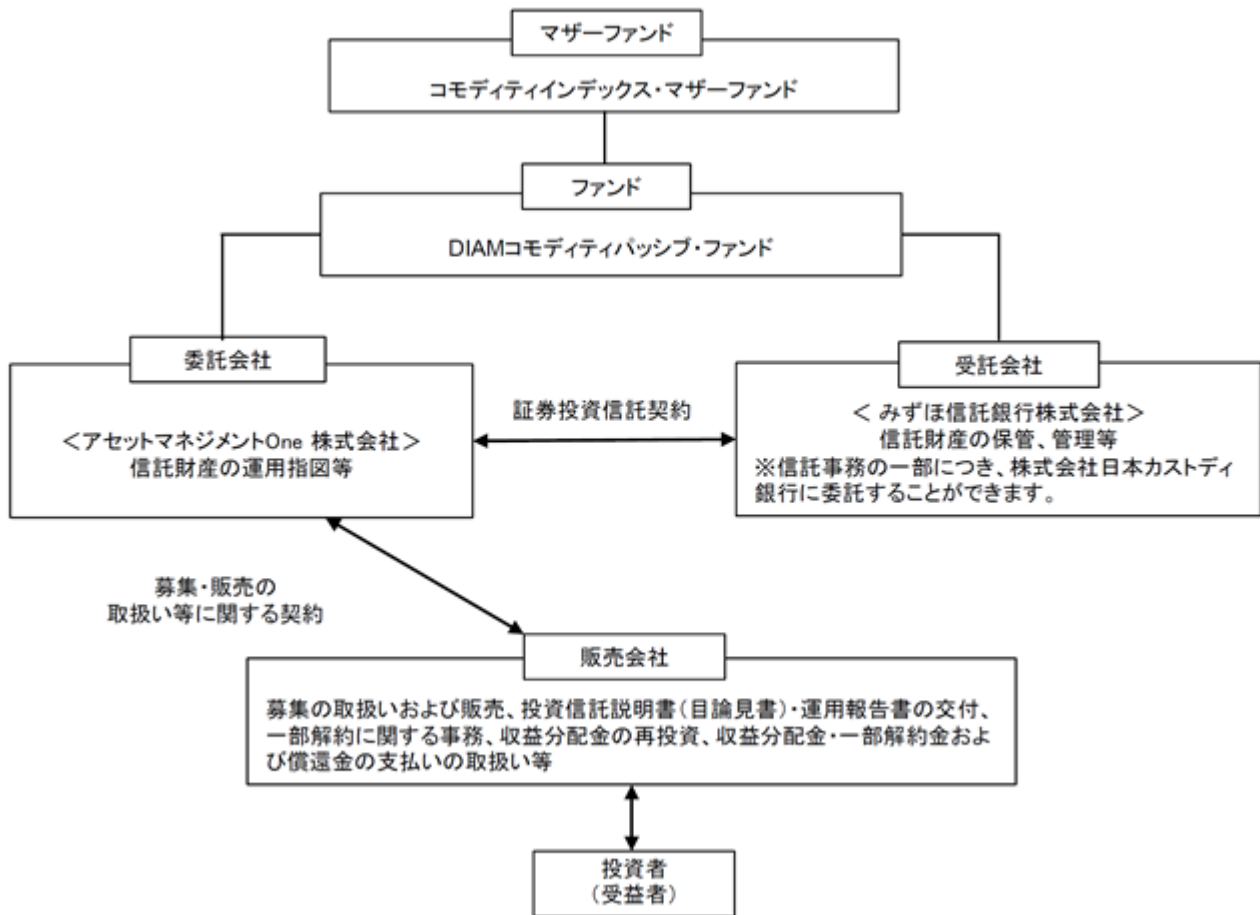 マザーファンド
コモディティインデックス・マザーファンド
ファンド
DIAMコモディティパッシブ・ファンド
委託会社
＜アセットマネジメントOne 株式会社＞
信託財産の運用指図等
証券投資信託契約
受託会社
＜ みずほ信託銀行株式会社＞
信託財産の保管、管理等
※信託事務の一部につき、株式会社日本カストディ
銀行に委託することができます。
募集・販売の
取扱い等に関する契約
販売会社
募集の取扱いおよび販売、投資信託説明書（目論見書）・運用報告書の交付、
一部解約に関する事務、収益分配金の再投資、収益分配金・一部解約金およ
び償還金の支払いの取扱い等
投資者
（受益者）